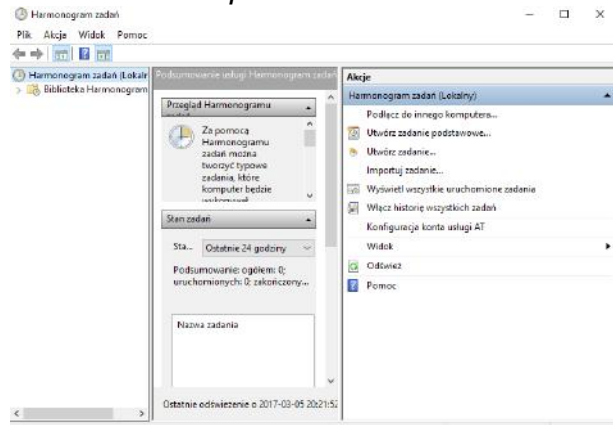 Harmonogram zadań
Plik Akcja Widok Pomoc
Harmonogram zadań (Lokalr
Biblioteka Harmonogram
Podsumowanie usługi Harmonogram zadań
Przegląd Harmonogramu
Za pomocą
Harmonogramu
zadań można
tworzyć typowe
zadania, które
komputer będzie
Stan zadań
Sta... Ostatnie 24 godziny
Podsumowanie: ogółem: 0;
uruchomionych: 0; zakończony...
Nazwa zadania
Ostatnie odświeżenie o 2017-03-05 20:21:52
Akcje
Harmonogram zadań (Lokalny)
Podłącz do innego komputera...
Utwórz zadanie podstawowe...
Utwórz zadanie...
Importuj zadanie...
Wyświetl wszystkie uruchomione zadania
Włącz historię wszystkich zadań
Konfiguracja konta usługi AT
Widok
Odśwież
Pomoc